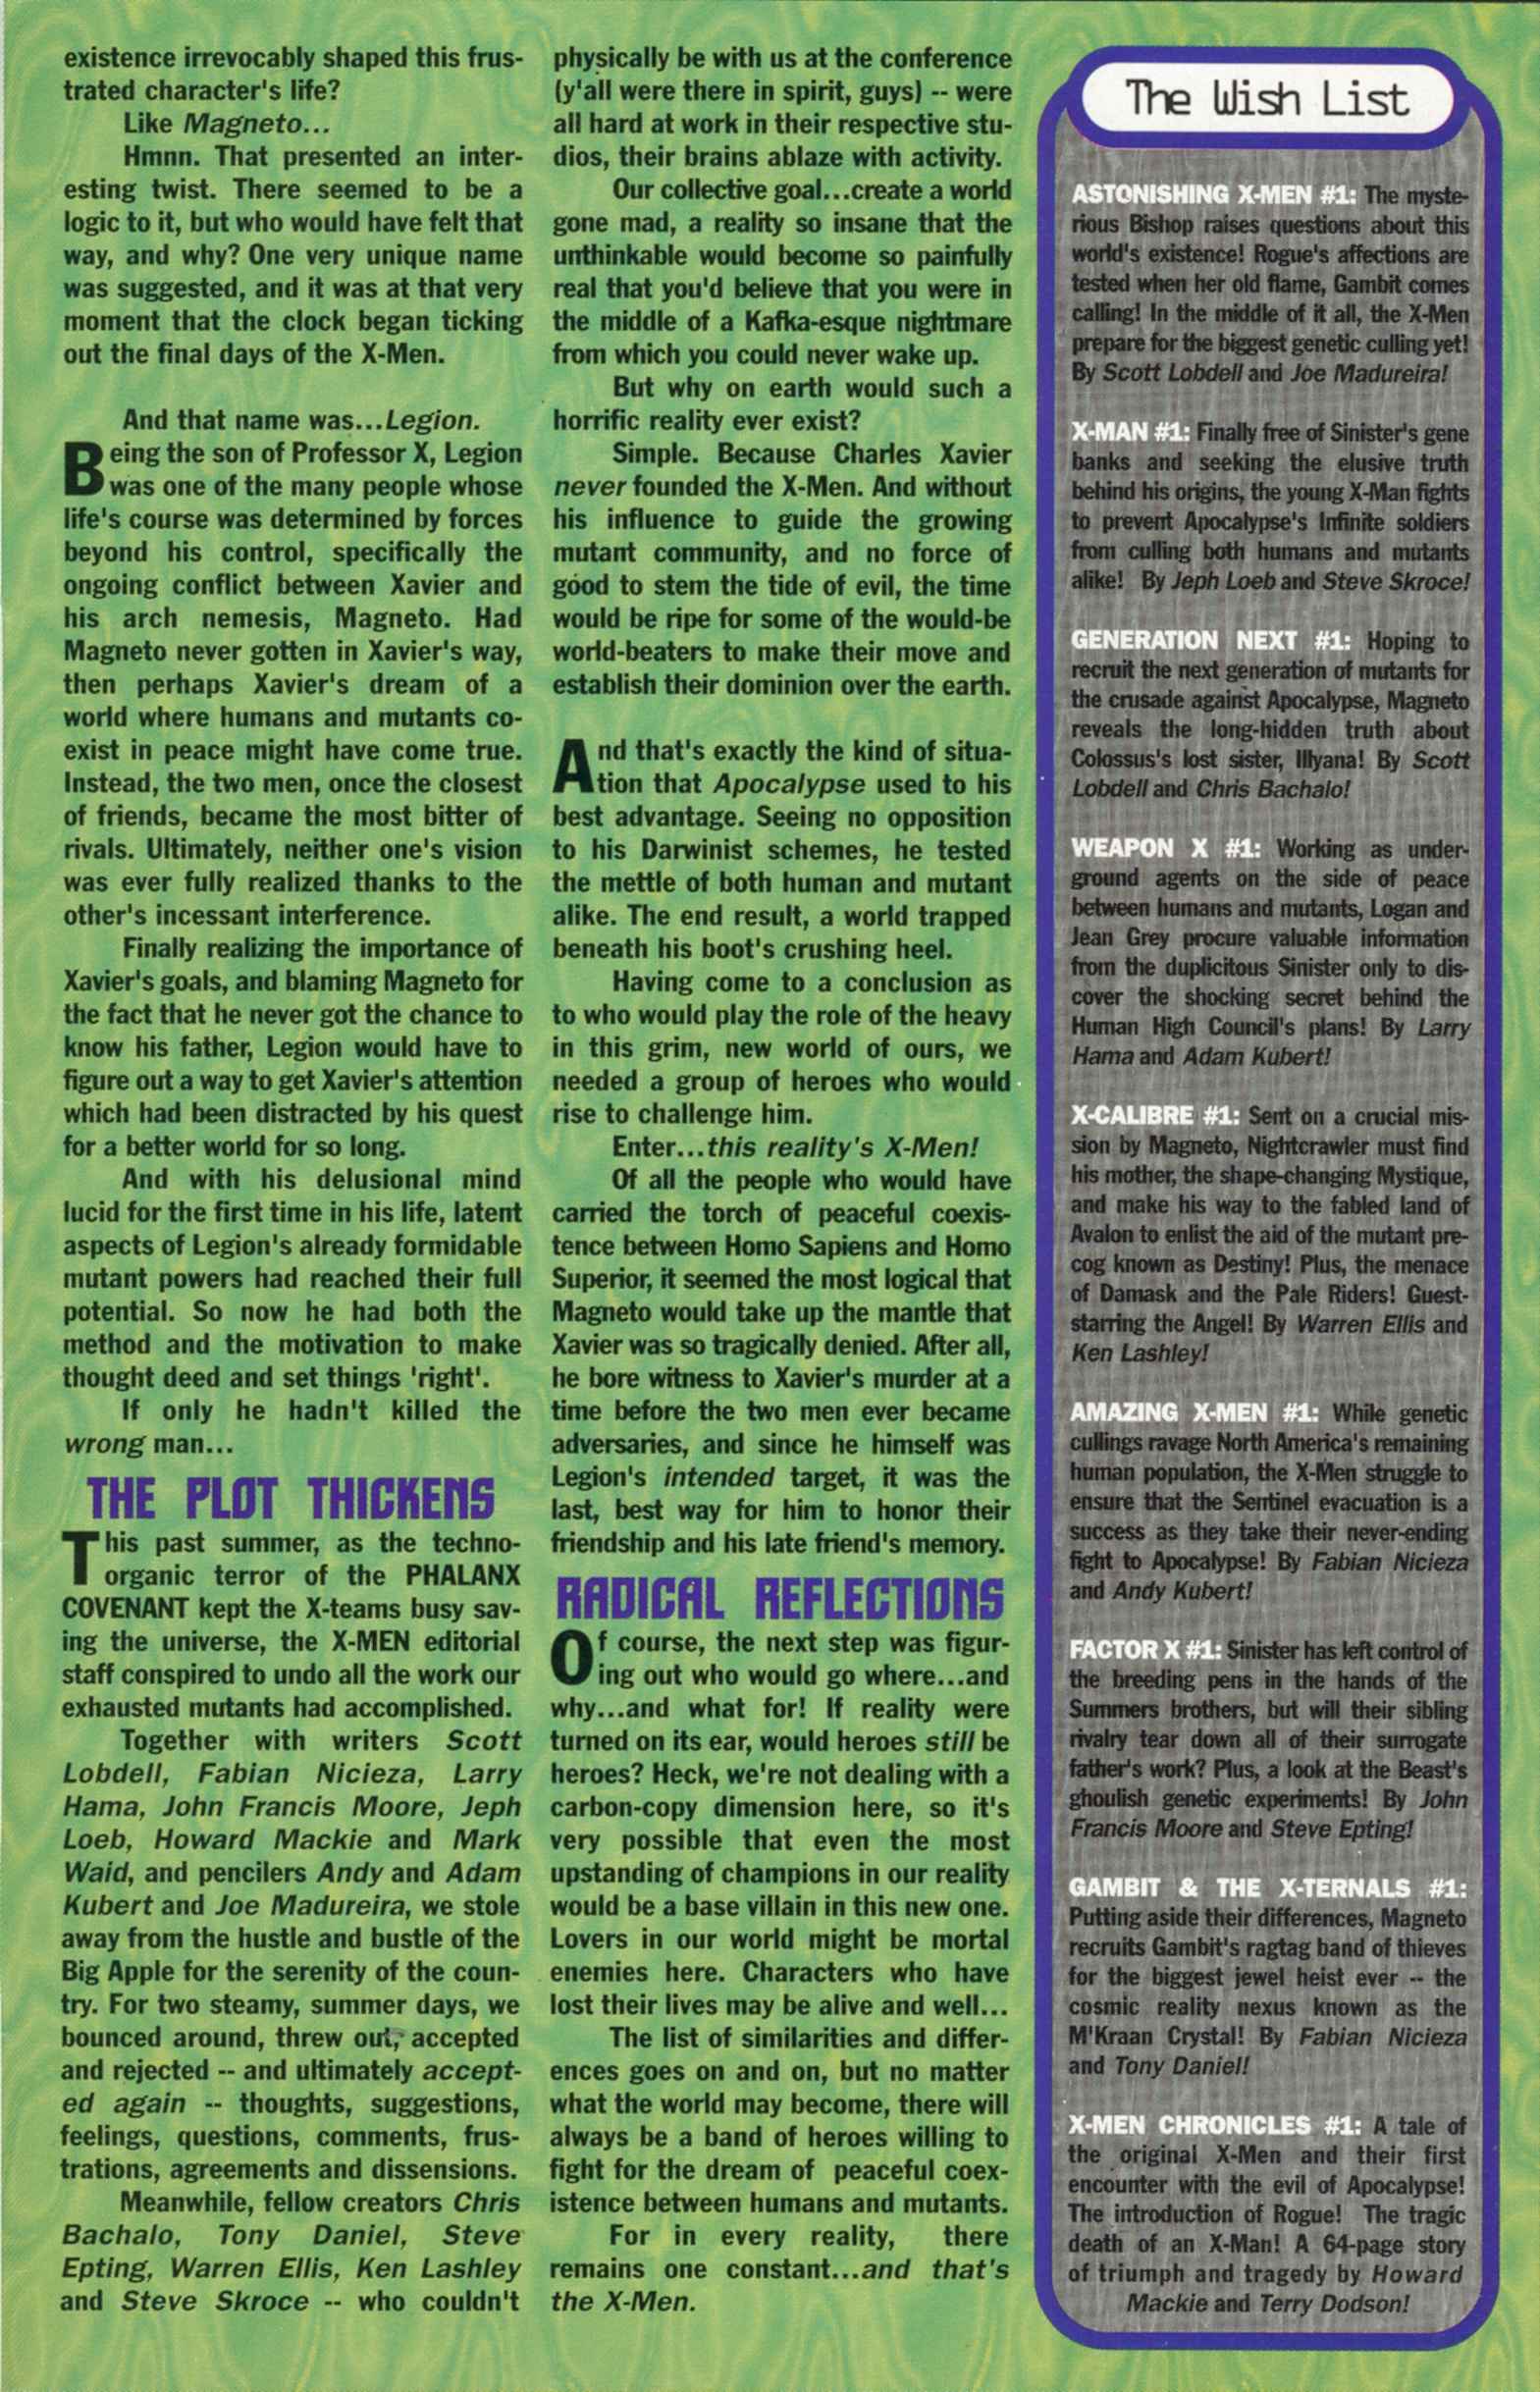 existence irrevocably shaped this frus-
trated character's life?
Like Magneto...
Hmnn. That presented an inter-
esting twist. There seemed to be a
logic to it, but who would have felt that
way, and why? One very unique name
was suggested, and it was at that very
moment that the clock began ticking
out the final days of the X-Men.
And that name was...Legion.
Being the son of Professor X, Legion
was one of the many people whose
life's course was determined by forces
beyond his control, specifically the
ongoing conflict between Xavier and
his arch nemesis, Magneto. Had
Magneto never gotten in Xavier's way,
then perhaps Xavier's dream of a
world where humans and mutants co-
exist in peace might have come true.
Instead, the two men, once the closest
of friends, became the most bitter of
rivals. Ultimately, neither one's vision
was ever fully realized thanks to the
other's incessant interference.
Finally realizing the importance of
Xavier's goals, and blaming Magneto for
the fact that he never got the chance to
know his father, Legion would have to
figure out a way to get Xavier's attention
which had been distracted by his quest
for a better world for so long.
And with his delusional mind
lucid for the first time in his life, latent
aspects of Legion's already formidable
mutant powers had reached their full
potential. So now he had both the
method and the motivation to make
thought deed and set things 'right'.
If only he hadn't killed the
wrong man...
THE PLOT THICKENS
This past summer, as the techno-
organic terror of the PHALANX
COVENANT kept the X-teams busy sav-
ing the universe, the X-MEN editorial
staff conspired to undo all the work our
exhausted mutants had accomplished.
Together with writers Scott
Lobdell, Fabian Nicieza, Larry
Hama, John Francis Moore, Jeph
Loeb, Howard Mackie and Mark
Waid, and pencilers Andy and Adam
Kubert and Joe Madureira, we stole
away from the hustle and bustle of the
Big Apple for the serenity of the coun-
try. For two steamy, summer days, we
bounced around, threw out, accepted
and rejected -- and ultimately accept-
ed again -- thoughts, suggestions,
feelings, questions, comments, frus-
trations, agreements and dissensions.
Meanwhile, fellow creators Chris
Bachalo, Tony Daniel, Steve
Epting, Warren Ellis, Ken Lashley
and Steve Skroce -- who couldn't
physically be with us at the conference
(y'all were there in spirit, guys) -- were
all hard at work in their respective stu-
dios, their brains ablaze with activity.
Our collective goal...create a world
gone mad, a reality so insane that the
unthinkable would become so painfully
real that you'd believe that you were in
the middle of a Kafka-esque nightmare
from which you could never wake up.
But why on earth would such a
horrific reality ever exist?
Simple. Because Charles Xavier
never founded the X-Men. And without
his influence to guide the growing
mutant community, and no force of
good to stem the tide of evil, the time
would be ripe for some of the would-be
world-beaters to make their move and
establish their dominion over the earth.
And that's exactly the kind of situa-
tion that Apocalypse used to his
best advantage. Seeing no opposition
to his Darwinist schemes, he tested
the mettle of both human and mutant
alike. The end result, a world trapped
beneath his boot's crushing heel.
Having come to a conclusion as
to who would play the role of the heavy
in this grim, new world of ours, we
needed a group of heroes who would
rise to challenge him.
Enter...this reality's X-Men!
Of all the people who would have
carried the torch of peaceful coexis-
tence between Homo Sapiens and Homo
Superior, it seemed the most logical that
Magneto would take up the mantle that
Xavier was so tragically denied. After all,
he bore witness to Xavier's murder at a
time before the two men ever became
adversaries, and since he himself was
Legion's intended target, it was the
last, best way for him to honor their
friendship and his late friend's memory.
RADICAL REFLECTIONS
Of course, the next step was figur-
ing out who would go where...and
why...and what for! If reality were
turned on its ear, would heroes still be
heroes? Heck, we're not dealing with a
carbon-copy dimension here, so it's
very possible that even the most
upstanding of champions in our reality
would be a base villain in this new one.
Lovers in our world might be mortal
enemies here. Characters who have
lost their lives may be alive and well...
The list of similarities and differ-
ences goes on and on, but no matter
what the world may become, there will
always be a band of heroes willing to
fight for the dream of peaceful coex-
istence between humans and mutants.
For in every reality, there
remains one constant...and that's
the X-Men.
The Wish List
ASTONISHING X-MEN #1: The myste-
rious Bishop raises questions about this
world's existence! Rogue's affections are
tested when her old flame, Gambit comes
calling! In the middle of it all, the X-Men
prepare for the biggest genetic culling yet!
By Scott Lobdell and Joe Madureira!
X-MAN #1: Finally free of Sinister's gene
banks and seeking the elusive truth
behind his origins, the young X-Man fights
to prevent Apocalypse's Infinite soldiers
from culling both humans and mutants
alike! By Jeph Loeb and Steve Skroce!
GENERATION NEXT #1: Hoping to
recruit the next generation of mutants for
the crusade against Apocalypse, Magneto
reveals the long-hidden truth about
Colossus's lost sister, Illyana! By Scott
Lobdell and Chris Bachalo!
WEAPON X #1: Working as under-
ground agents on the side of peace
between humans and mutants, Logan and
Jean Grey procure valuable information
from the duplicitous Sinister only to dis-
cover the shocking secret behind the
Human High Council's plans! By Larry
Hama and Adam Kubert!
X-CALIBRE #1: Sent on a crucial mis-
sion by Magneto, Nightcrawler must find
his mother, the shape-changing Mystique,
and make his way to the fabled land of
Avalon to enlist the aid of the mutant pre-
cog known as Destiny! Plus, the menace
of Damask and the Pale Riders! Guest-
starring the Angel! By Warren Ellis and
Ken Lashley!
AMAZING X-MEN #1: While genetic
cullings ravage North America's remaining
human population, the X-Men struggle to
ensure that the Sentinel evacuation is a
success as they take their never-ending
fight to Apocalypse! By Fabian Nicieza
and Andy Kubert!
FACTOR X #1: Sinister has left control of
the breeding pens in the hands of the
Summers brothers, but will their sibling
rivalry tear down all of their surrogate
father's work? Plus, a look at the Beast's
ghoulish genetic experiments! By John
Francis Moore and Steve Epting!
GAMBIT & THE X-TERNALS #1:
Putting aside their differences, Magneto
recruits Gambit's ragtag band of thieves
for the biggest jewel heist ever -- the
cosmic reality nexus known as the
M'Kraan Crystal! By Fabian Nicieza
and Tony Daniel!
X-MEN CHRONICLES #1: A tale of
the original X-Men and their first
encounter with the evil of Apocalypse!
The introduction of Rogue! The tragic
death of an X-Man! A 64-page story
of triumph and tragedy by Howard
Mackie and Terry Dodson!